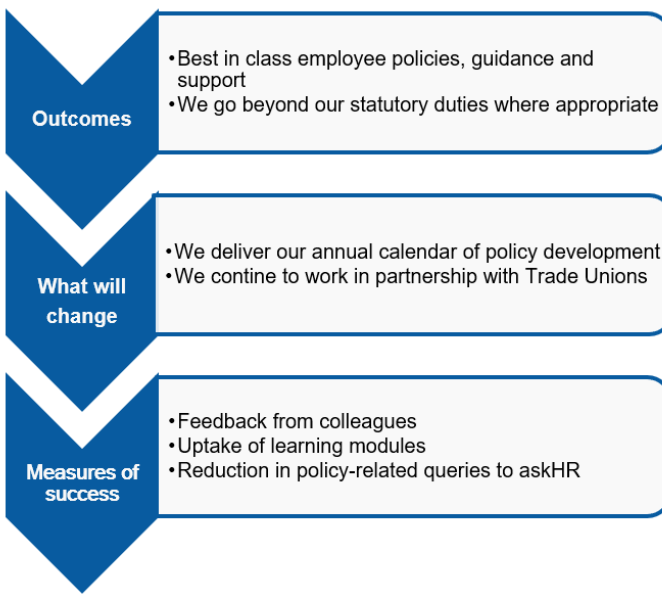 Outcomes
•Best in class employee policies, guidance and
support
•We go beyond our statutory duties where appropriate
What will
change
•We deliver our annual calendar of policy development
•We contine to work in partnership with Trade Unions
Measures of
success
•Feedback from colleagues
•Uptake of learning modules
•Reduction in policy-related queries to askHR